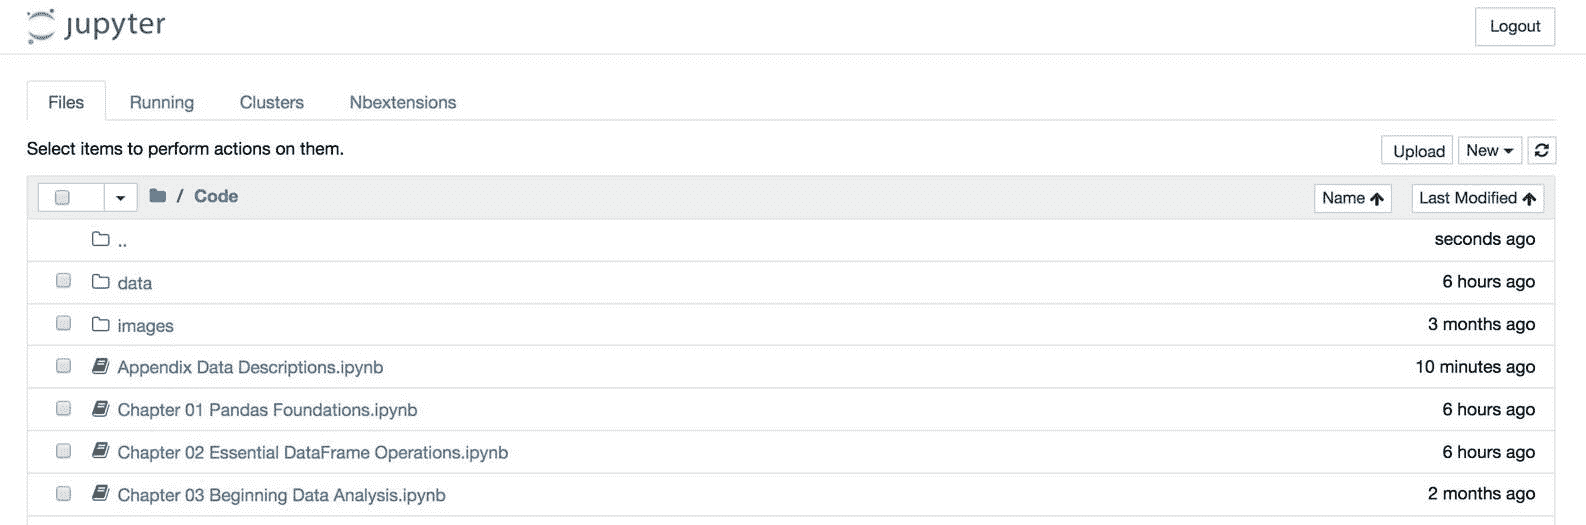 jupyter Logout
Files Running Clusters Nbextensions
Select items to perform actions on them. Upload New
/ Code Name Last Modified
.. seconds ago
data 6 hours ago
images 3 months ago
Appendix Data Descriptions.ipynb 10 minutes ago
Chapter 01 Pandas Foundations.ipynb 6 hours ago
Chapter 02 Essential DataFrame Operations.ipynb 6 hours ago
Chapter 03 Beginning Data Analysis.ipynb 2 months ago